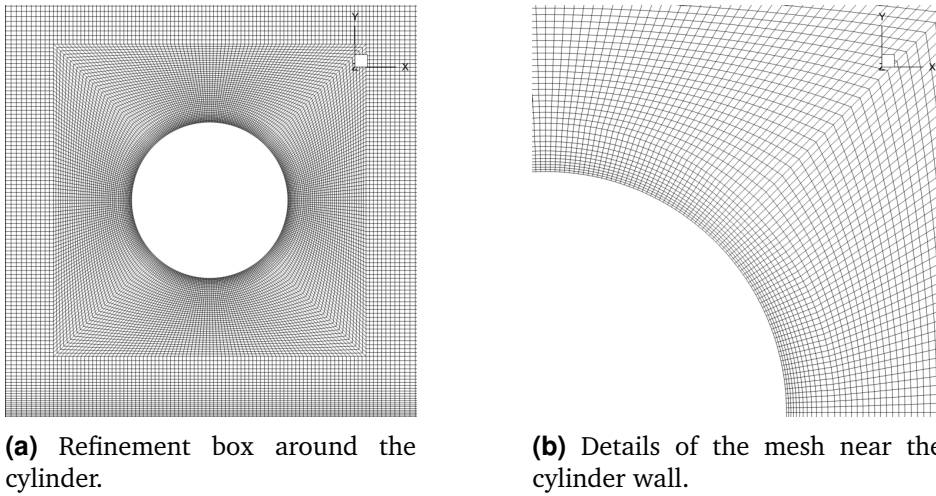 Y
Z X
Y
Z X
(a) Refinement box around the
cylinder.
(b) Details of the mesh near the
cylinder wall.